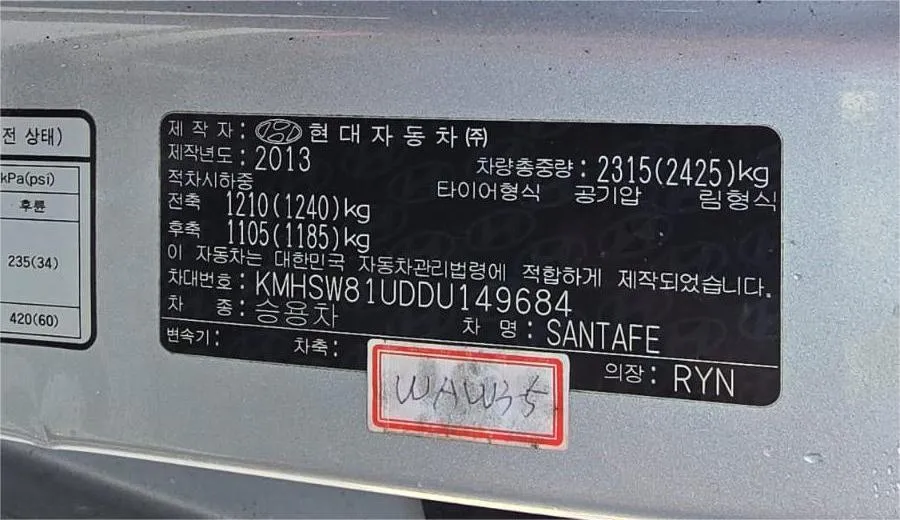 전 상태)
kPa(psi)
후륜
235(34)
420(60)
제 작 자 : 현대자동차㈜
제작년도 : 2013 차량총중량 : 2315(2425)kg
적차시하중 타이어형식 공기압 림형식
전축 1210(1240)kg
후축 1105(1185)kg
이 자동차는 대한민국 자동차관리법령에 적합하게 제작되었습니다.
차대번호 : KMHSW81UDDU149684
차 종 : 승용차 차 명 : SANTAFE
변속기 : 차축 : 의장 : RYN